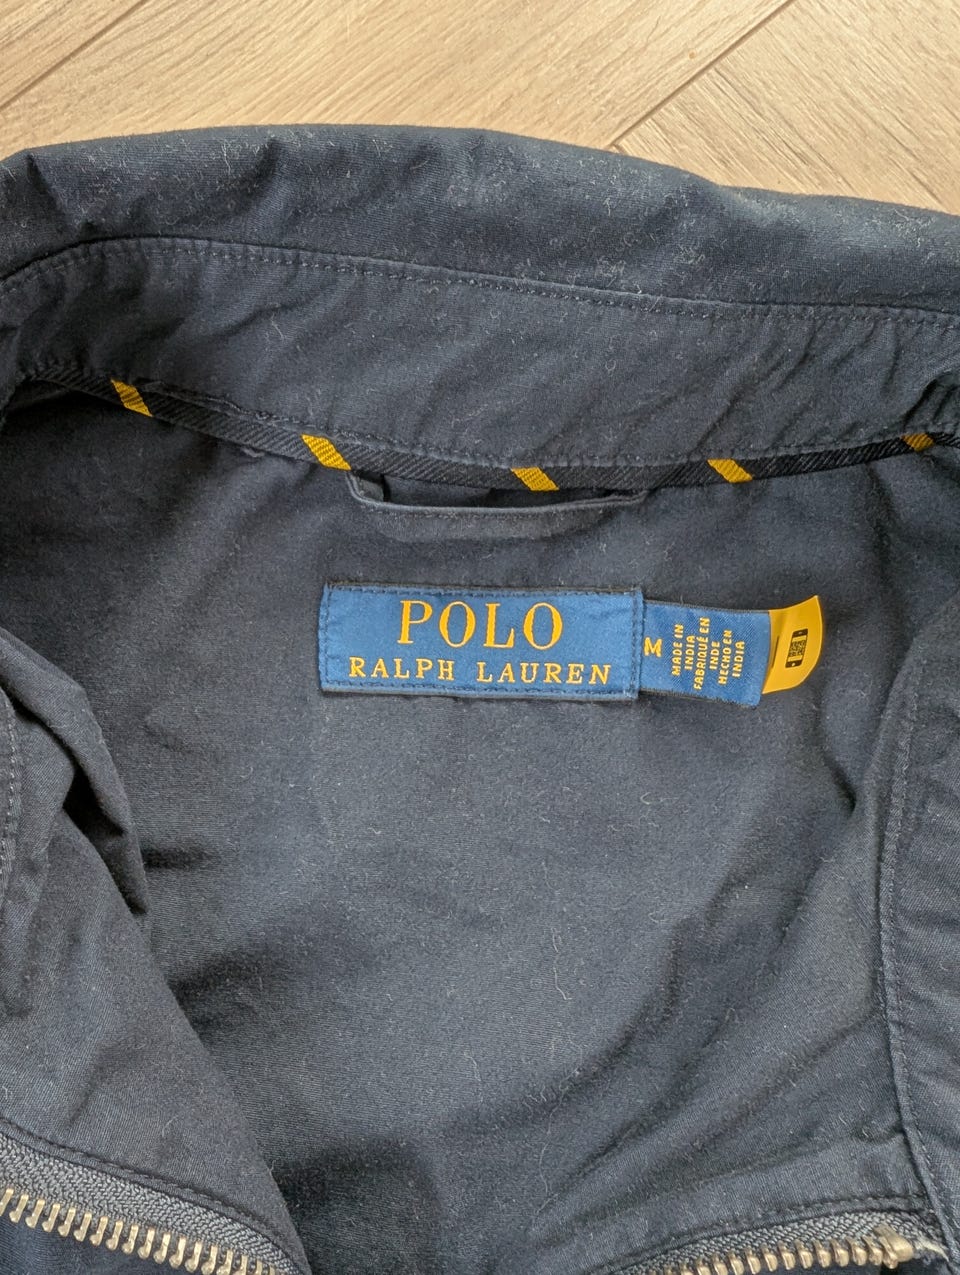 POLO
RALPH LAUREN
M
MADE IN
INDIA
FABRIQUÉ EN
INDE
HECHO EN
INDIA